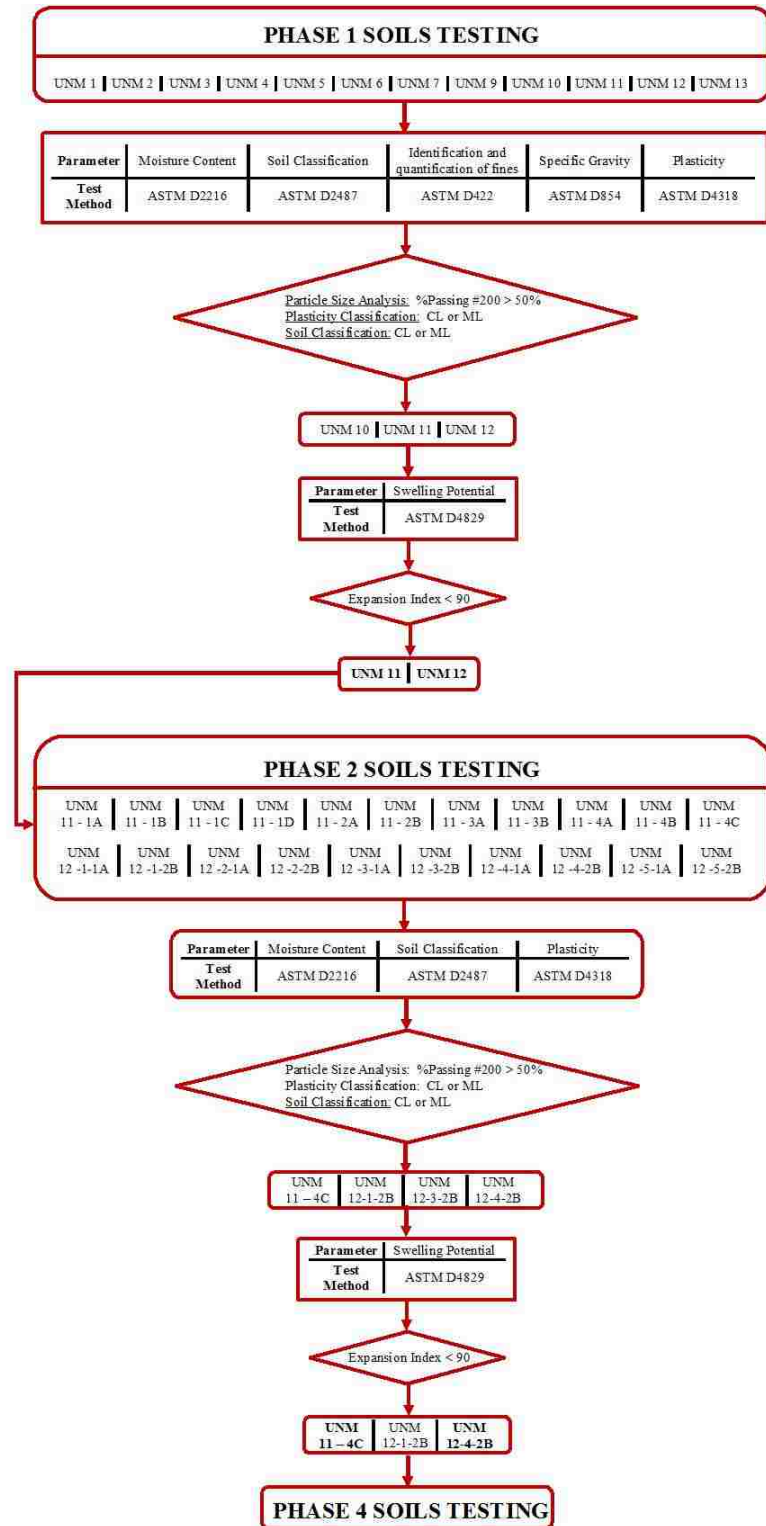 PHASE 1 SOILS TESTING
UNM 1 UNM 2 UNM 3 UNM 4 UNM 5 UNM 6 UNM 7 UNM 9 UNM 10 UNM 11 UNM 12 UNM 13
Parameter Moisture Content Soil Classification Identification and quantification of fines Specific Gravity Plasticity
Test Method ASTM D2216 ASTM D2487 ASTM D422 ASTM D854 ASTM D4318
Particle Size Analysis: %Passing #200 > 50%
Plasticity Classification: CL or ML
Soil Classification: CL or ML
UNM 10 UNM 11 UNM 12
Parameter Swelling Potential
Test Method ASTM D4829
Expansion Index < 90
UNM 11 UNM 12
PHASE 2 SOILS TESTING
UNM 11 - 1A UNM 11 - 1B UNM 11 - 1C UNM 11 - 1D UNM 11 - 2A UNM 11 - 2B UNM 11 - 3A UNM 11 - 3B UNM 11 - 4A UNM 11 - 4B UNM 11 - 4C
UNM 12 -1-1A UNM 12 -1-2B UNM 12 -2-1A UNM 12 -2-2B UNM 12 -3-1A UNM 12 -3-2B UNM 12 -4-1A UNM 12 -4-2B UNM 12 -5-1A UNM 12 -5-2B
Parameter Moisture Content Soil Classification Plasticity
Test Method ASTM D2216 ASTM D2487 ASTM D4318
Particle Size Analysis: %Passing #200 > 50%
Plasticity Classification: CL or ML
Soil Classification: CL or ML
UNM 11 – 4C UNM 12-1-2B UNM 12-3-2B UNM 12-4-2B
Parameter Swelling Potential
Test Method ASTM D4829
Expansion Index < 90
UNM 11 – 4C UNM 12-1-2B UNM 12-4-2B
PHASE 4 SOILS TESTING